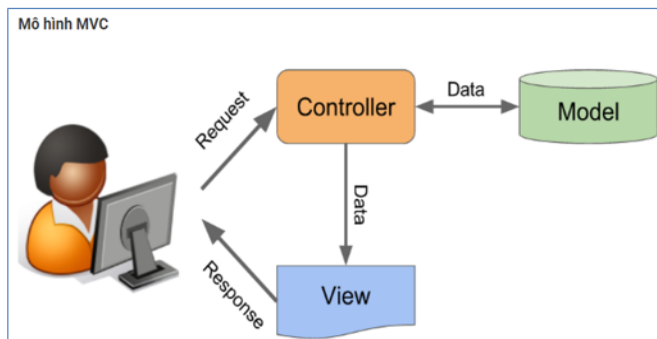 Mô hình MVC
Request
Controller
Data
Model
Data
Response
View